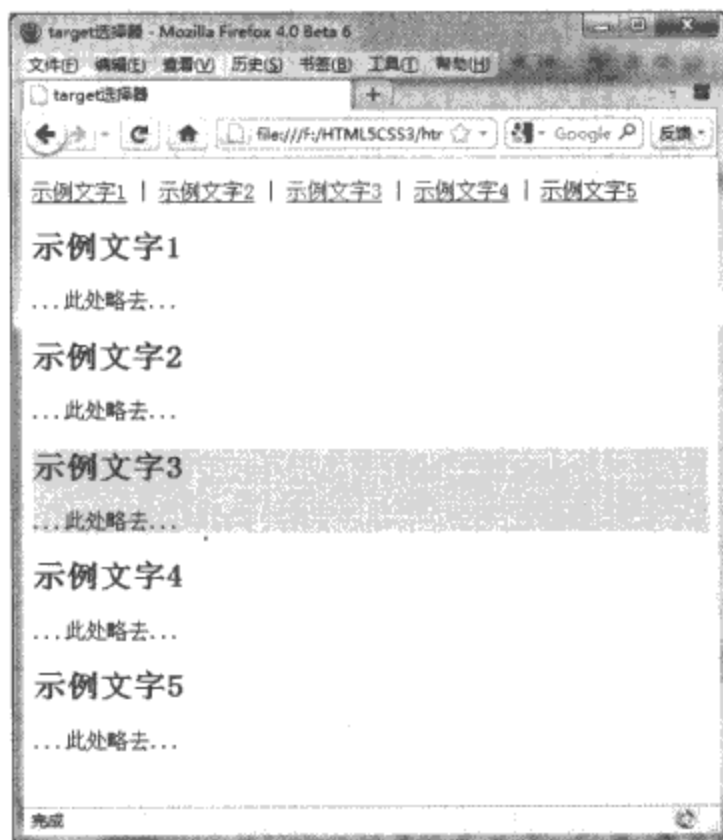 target选择器 - Mozilla Firefox 4.0 Beta 6
文件(F) 编辑(E) 查看(V) 历史(S) 书签(B) 工具(T) 帮助(H)
target选择器
file:///F:/HTML5CSS3/htr Google 反馈
示例文字1 | 示例文字2 | 示例文字3 | 示例文字4 | 示例文字5
示例文字1
...此处略去...
示例文字2
...此处略去...
示例文字3
...此处略去...
示例文字4
...此处略去...
示例文字5
...此处略去...
完成